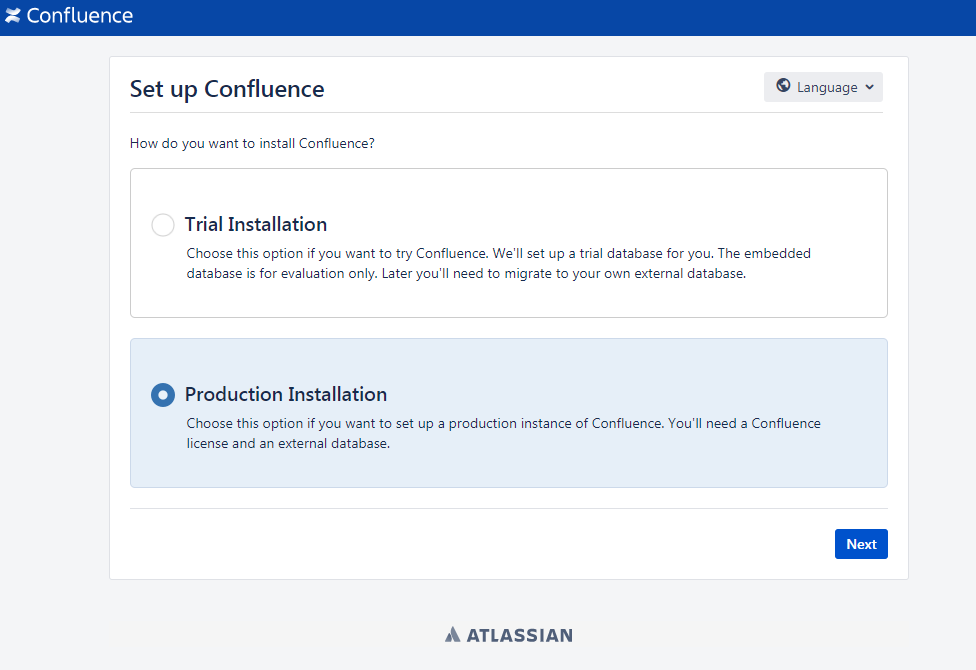 Confluence
Set up Confluence
Language
How do you want to install Confluence?
Trial Installation
Choose this option if you want to try Confluence. We'll set up a trial database for you. The embedded
database is for evaluation only. Later you'll need to migrate to your own external database.
Production Installation
Choose this option if you want to set up a production instance of Confluence. You'll need a Confluence
license and an external database.
Next
ATLASSIAN